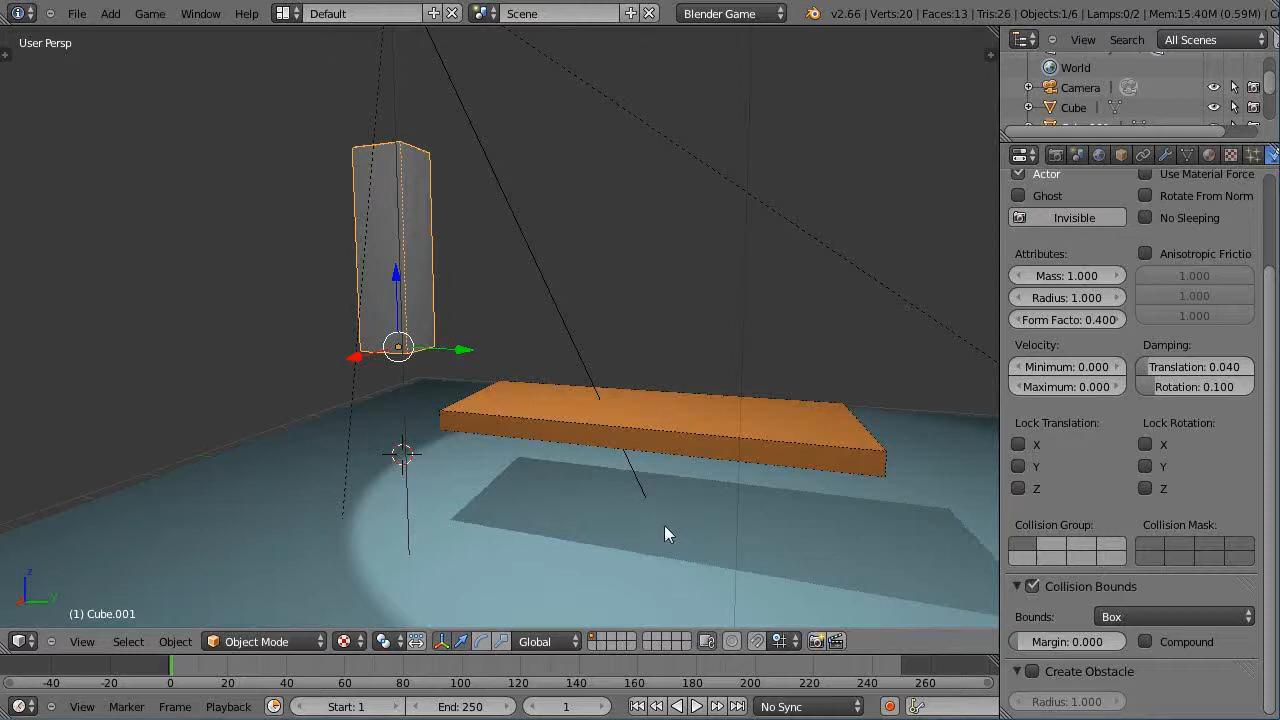 File Add Game Window Help Default Scene Blender Game v2.66 | Verts:20 | Faces:13 | Tris:26 | Objects:1/6 | Lamps:0/2 | Mem:15.40M (0.59M) |
User Persp
View Search All Scenes
World
Camera
Cube
Actor Use Material Force
Ghost Rotate From Norm
Invisible No Sleeping
Attributes: Anisotropic Frictio
Mass: 1.000 1.000
Radius: 1.000 1.000
Form Facto: 0.400 1.000
Velocity: Damping:
Minimum: 0.000 Translation: 0.040
Maximum: 0.000 Rotation: 0.100
Lock Translation: Lock Rotation:
X X
Y Y
Z Z
Collision Group: Collision Mask:
Collision Bounds
Bounds: Box
Margin: 0.000 Compound
Create Obstacle
Radius: 1.000
z
y
(1) Cube.001
View Select Object Object Mode Global
-40 -20 0 20 40 60 80 100 120 140 160 180 200 220 240 260
View Marker Frame Playback Start: 1 End: 250 1 No Sync